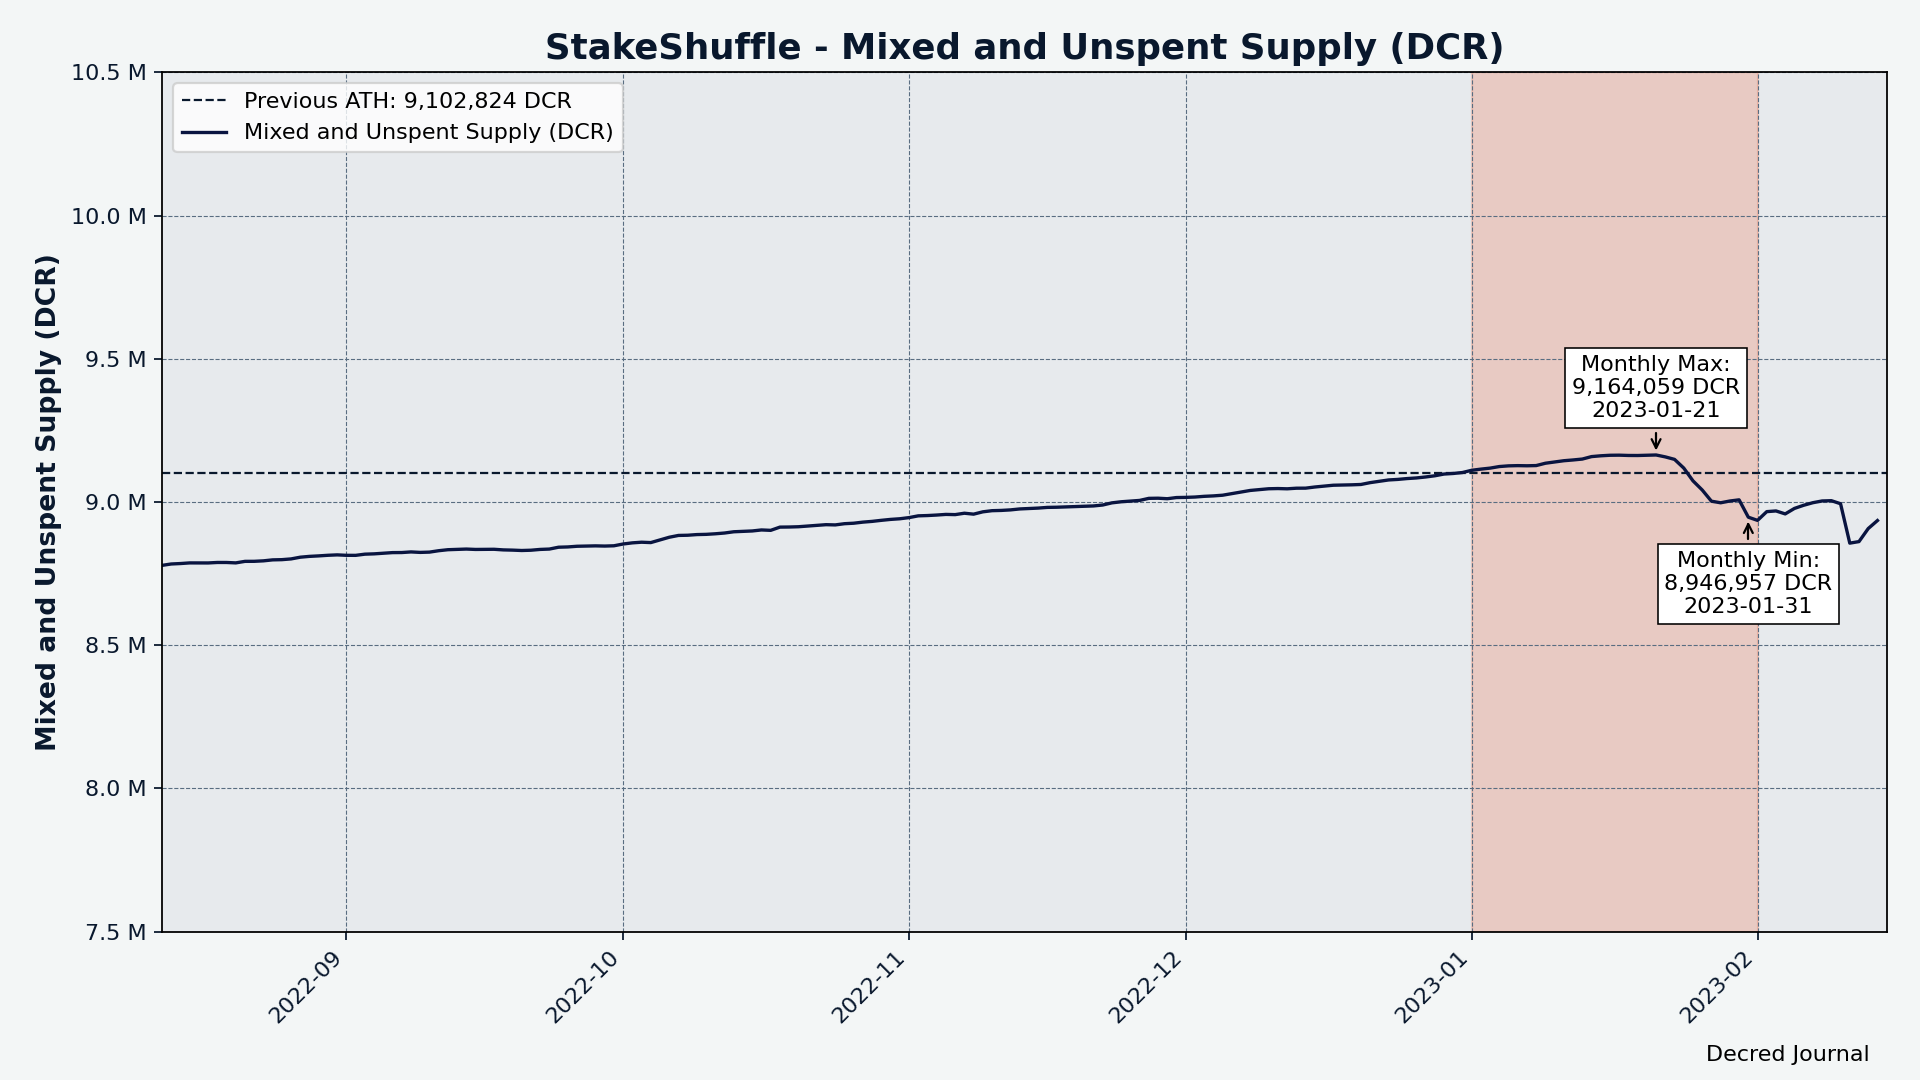 StakeShuffle - Mixed and Unspent Supply (DCR)
Mixed and Unspent Supply (DCR)
10.5 M
10.0 M
9.5 M
9.0 M
8.5 M
8.0 M
7.5 M
Previous ATH: 9,102,824 DCR
Mixed and Unspent Supply (DCR)
Monthly Max:
9,164,059 DCR
2023-01-21
Monthly Min:
8,946,957 DCR
2023-01-31
2022-09
2022-10
2022-11
2022-12
2023-01
2023-02
Decred Journal